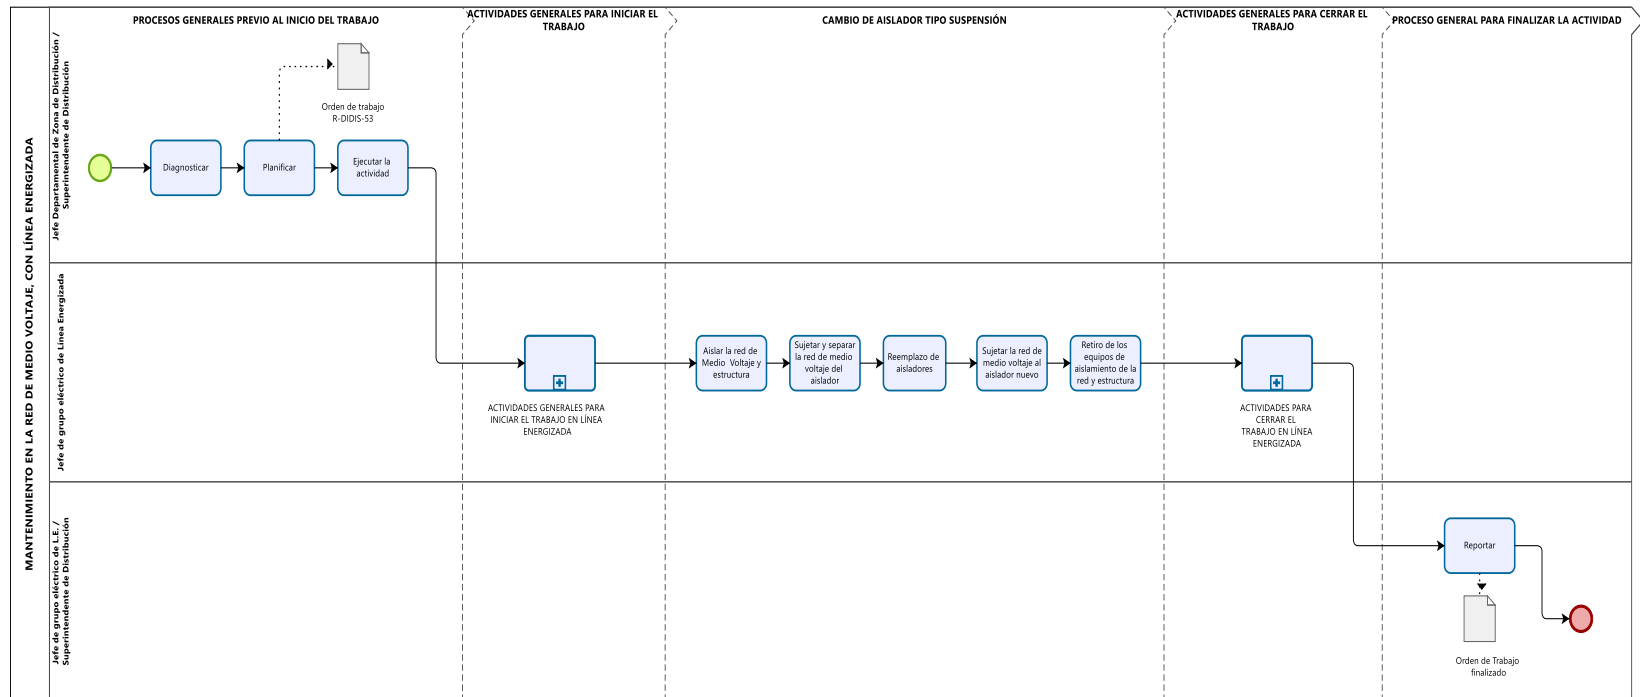 MANTENIMIENTO EN LA RED DE MEDIO VOLTAJE, CON LÍNEA ENERGIZADA
PROCESOS GENERALES PREVIO AL INICIO DEL TRABAJO
ACTIVIDADES GENERALES PARA INICIAR EL
TRABAJO
CAMBIO DE AISLADOR TIPO SUSPENSIÓN
ACTIVIDADES GENERALES PARA CERRAR EL
TRABAJO
PROCESO GENERAL PARA FINALIZAR LA ACTIVIDAD
Jefe Departamental de Zona de Distribución /
Superintendente de Distribución
Orden de trabajo
R-DIDIS-53
Diagnosticar
Planificar
Ejecutar la
actividad
Jefe de grupo eléctrico de Línea Energizada
ACTIVIDADES GENERALES PARA
INICIAR EL TRABAJO EN LÍNEA
ENERGIZADA
Aislar la red de
Medio Voltaje y
estructura
Sujetar y separar
la red de medio
voltaje del
aislador
Reemplazo de
aisladores
Sujetar la red de
medio voltaje al
aislador nuevo
Retiro de los
equipos de
aislamiento de la
red y estructura
ACTIVIDADES PARA
CERRAR EL
TRABAJO EN LÍNEA
ENERGIZADA
Jefe de grupo eléctrico de L.E. /
Superintendente de Distribución
Reportar
Orden de Trabajo
finalizado